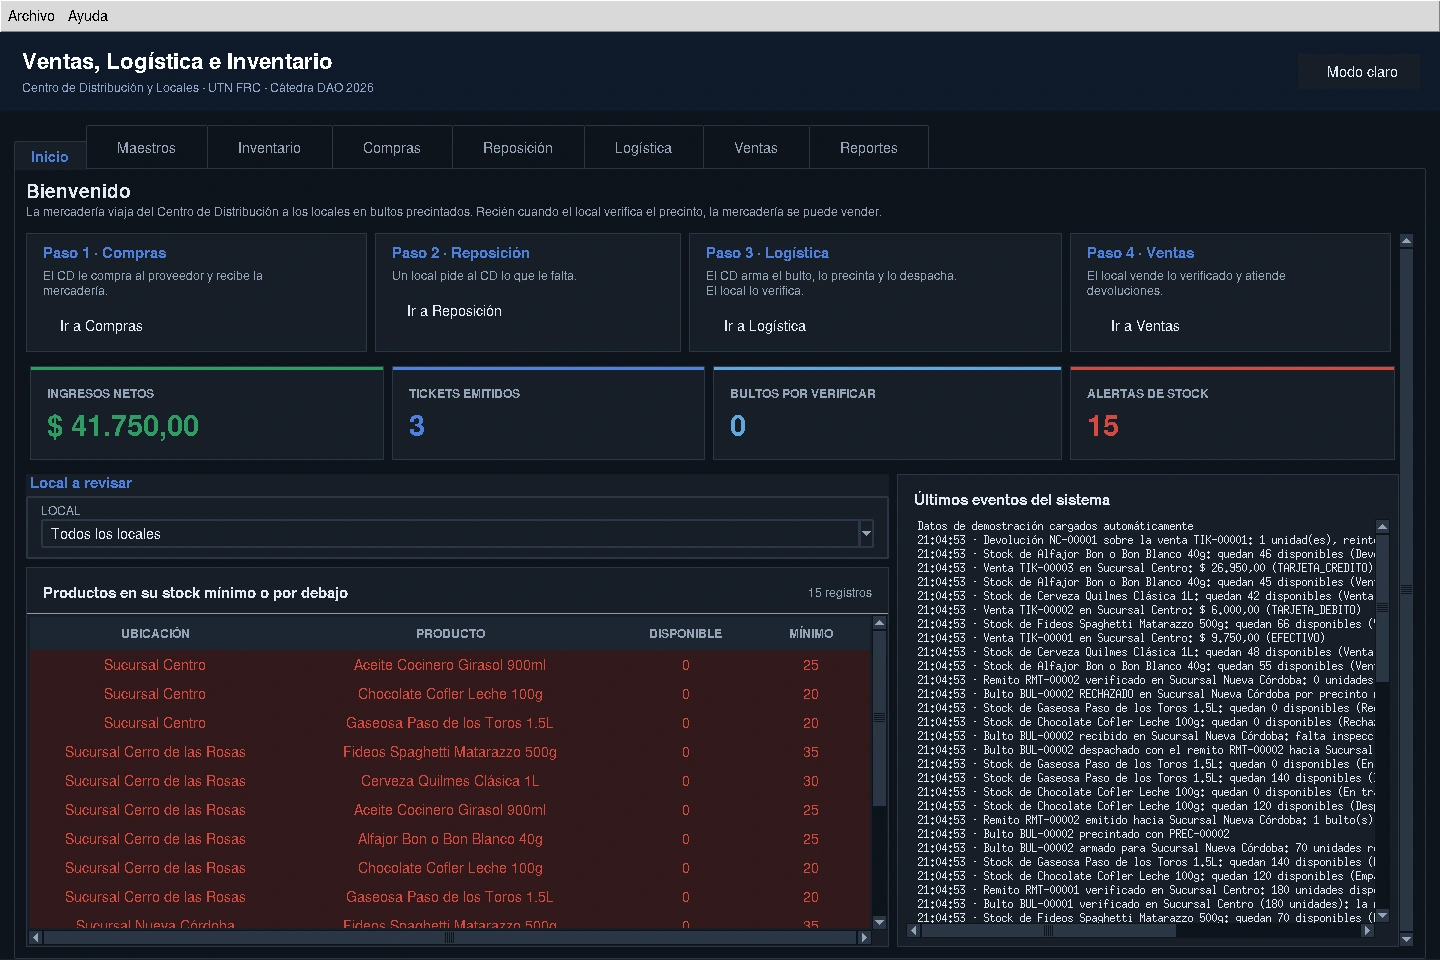 Archivo Ayuda
Ventas, Logística e Inventario
Centro de Distribución y Locales · UTN FRC · Cátedra DAO 2026
Modo claro
Inicio Maestros Inventario Compras Reposición Logística Ventas Reportes
Bienvenido
La mercadería viaja del Centro de Distribución a los locales en bultos precintados. Recién cuando el local verifica el precinto, la mercadería se puede vender.
Paso 1 · Compras
El CD le compra al proveedor y recibe la
mercadería.
Ir a Compras
Paso 2 · Reposición
Un local pide al CD lo que le falta.
Ir a Reposición
Paso 3 · Logística
El CD arma el bulto, lo precinta y lo despacha.
El local lo verifica.
Ir a Logística
Paso 4 · Ventas
El local vende lo verificado y atiende
devoluciones.
Ir a Ventas
INGRESOS NETOS
$ 41.750,00
TICKETS EMITIDOS
3
BULTOS POR VERIFICAR
0
ALERTAS DE STOCK
15
Local a revisar
LOCAL
Todos los locales
Productos en su stock mínimo o por debajo
15 registros
UBICACIÓN PRODUCTO DISPONIBLE MÍNIMO
Sucursal Centro Aceite Cocinero Girasol 900ml 0 25
Sucursal Centro Chocolate Cofler Leche 100g 0 20
Sucursal Centro Gaseosa Paso de los Toros 1.5L 0 20
Sucursal Cerro de las Rosas Fideos Spaghetti Matarazzo 500g 0 35
Sucursal Cerro de las Rosas Cerveza Quilmes Clásica 1L 0 30
Sucursal Cerro de las Rosas Aceite Cocinero Girasol 900ml 0 25
Sucursal Cerro de las Rosas Alfajor Bon o Bon Blanco 40g 0 25
Sucursal Cerro de las Rosas Chocolate Cofler Leche 100g 0 20
Sucursal Cerro de las Rosas Gaseosa Paso de los Toros 1.5L 0 20
Sucursal Nueva Córdoba Fideos Spaghetti Matarazzo 500g 0 35
Últimos eventos del sistema
Datos de demostración cargados automáticamente
21:04:53 · Devolución NC-00001 sobre la venta TIK-00001: 1 unidad(es), reint
21:04:53 · Stock de Alfajor Bon o Bon Blanco 40g: quedan 46 disponibles (Dev
21:04:53 · Venta TIK-00003 en Sucursal Centro: $ 26.950,00 (TARJETA_CREDITO)
21:04:53 · Stock de Alfajor Bon o Bon Blanco 40g: quedan 45 disponibles (Ven
21:04:53 · Stock de Cerveza Quilmes Clásica 1L: quedan 42 disponibles (Venta
21:04:53 · Venta TIK-00002 en Sucursal Centro: $ 6.000,00 (TARJETA_DEBITO)
21:04:53 · Stock de Fideos Spaghetti Matarazzo 500g: quedan 66 disponibles (
21:04:53 · Venta TIK-00001 en Sucursal Centro: $ 9.750,00 (EFECTIVO)
21:04:53 · Stock de Cerveza Quilmes Clásica 1L: quedan 48 disponibles (Venta
21:04:53 · Stock de Alfajor Bon o Bon Blanco 40g: quedan 55 disponibles (Ven
21:04:53 · Remito RMT-00002 verificado en Sucursal Nueva Córdoba: 0 unidades
21:04:53 · Bulto BUL-00002 RECHAZADO en Sucursal Nueva Córdoba por precinto
21:04:53 · Stock de Gaseosa Paso de los Toros 1.5L: quedan 0 disponibles (Re
21:04:53 · Stock de Chocolate Cofler Leche 100g: quedan 0 disponibles (Recha
21:04:53 · Bulto BUL-00002 recibido en Sucursal Nueva Córdoba: falta inspecc
21:04:53 · Bulto BUL-00002 despachado con el remito RMT-00002 hacia Sucursal
21:04:53 · Stock de Gaseosa Paso de los Toros 1.5L: quedan 0 disponibles (En
21:04:53 · Stock de Gaseosa Paso de los Toros 1.5L: quedan 140 disponibles (
21:04:53 · Stock de Chocolate Cofler Leche 100g: quedan 0 disponibles (En tr
21:04:53 · Stock de Chocolate Cofler Leche 100g: quedan 120 disponibles (Des
21:04:53 · Remito RMT-00002 emitido hacia Sucursal Nueva Córdoba: 1 bulto(s)
21:04:53 · Bulto BUL-00002 precintado con PREC-00002
21:04:53 · Bulto BUL-00002 armado para Sucursal Nueva Córdoba: 70 unidades
21:04:53 · Stock de Gaseosa Paso de los Toros 1.5L: quedan 140 disponibles (
21:04:53 · Stock de Chocolate Cofler Leche 100g: quedan 120 disponibles (Emp
21:04:53 · Remito RMT-00001 verificado en Sucursal Centro: 180 unidades disp
21:04:53 · Bulto BUL-00001 verificado en Sucursal Centro (180 unidades): la
21:04:53 · Stock de Fideos Spaghetti Matarazzo 500g: quedan 70 disponibles (